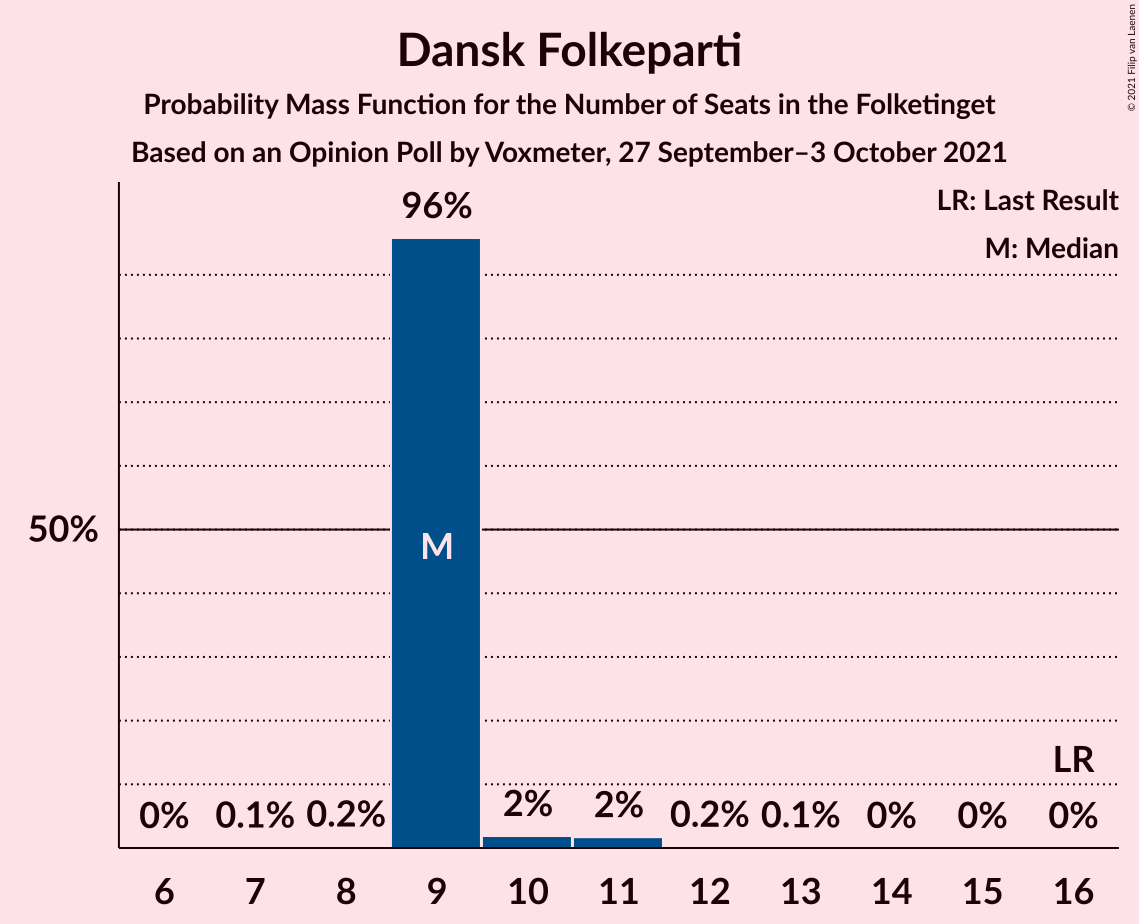 Dansk Folkeparti
Probability Mass Function for the Number of Seats in the Folketinget
Based on an Opinion Poll by Voxmeter, 27 September–3 October 2021
© 2021 Filip van Laenen
LR: Last Result
M: Median
96%
50%
M
LR
0% 0.1% 0.2% 2% 2% 0.2% 0.1% 0% 0% 0%
6 7 8 9 10 11 12 13 14 15 16